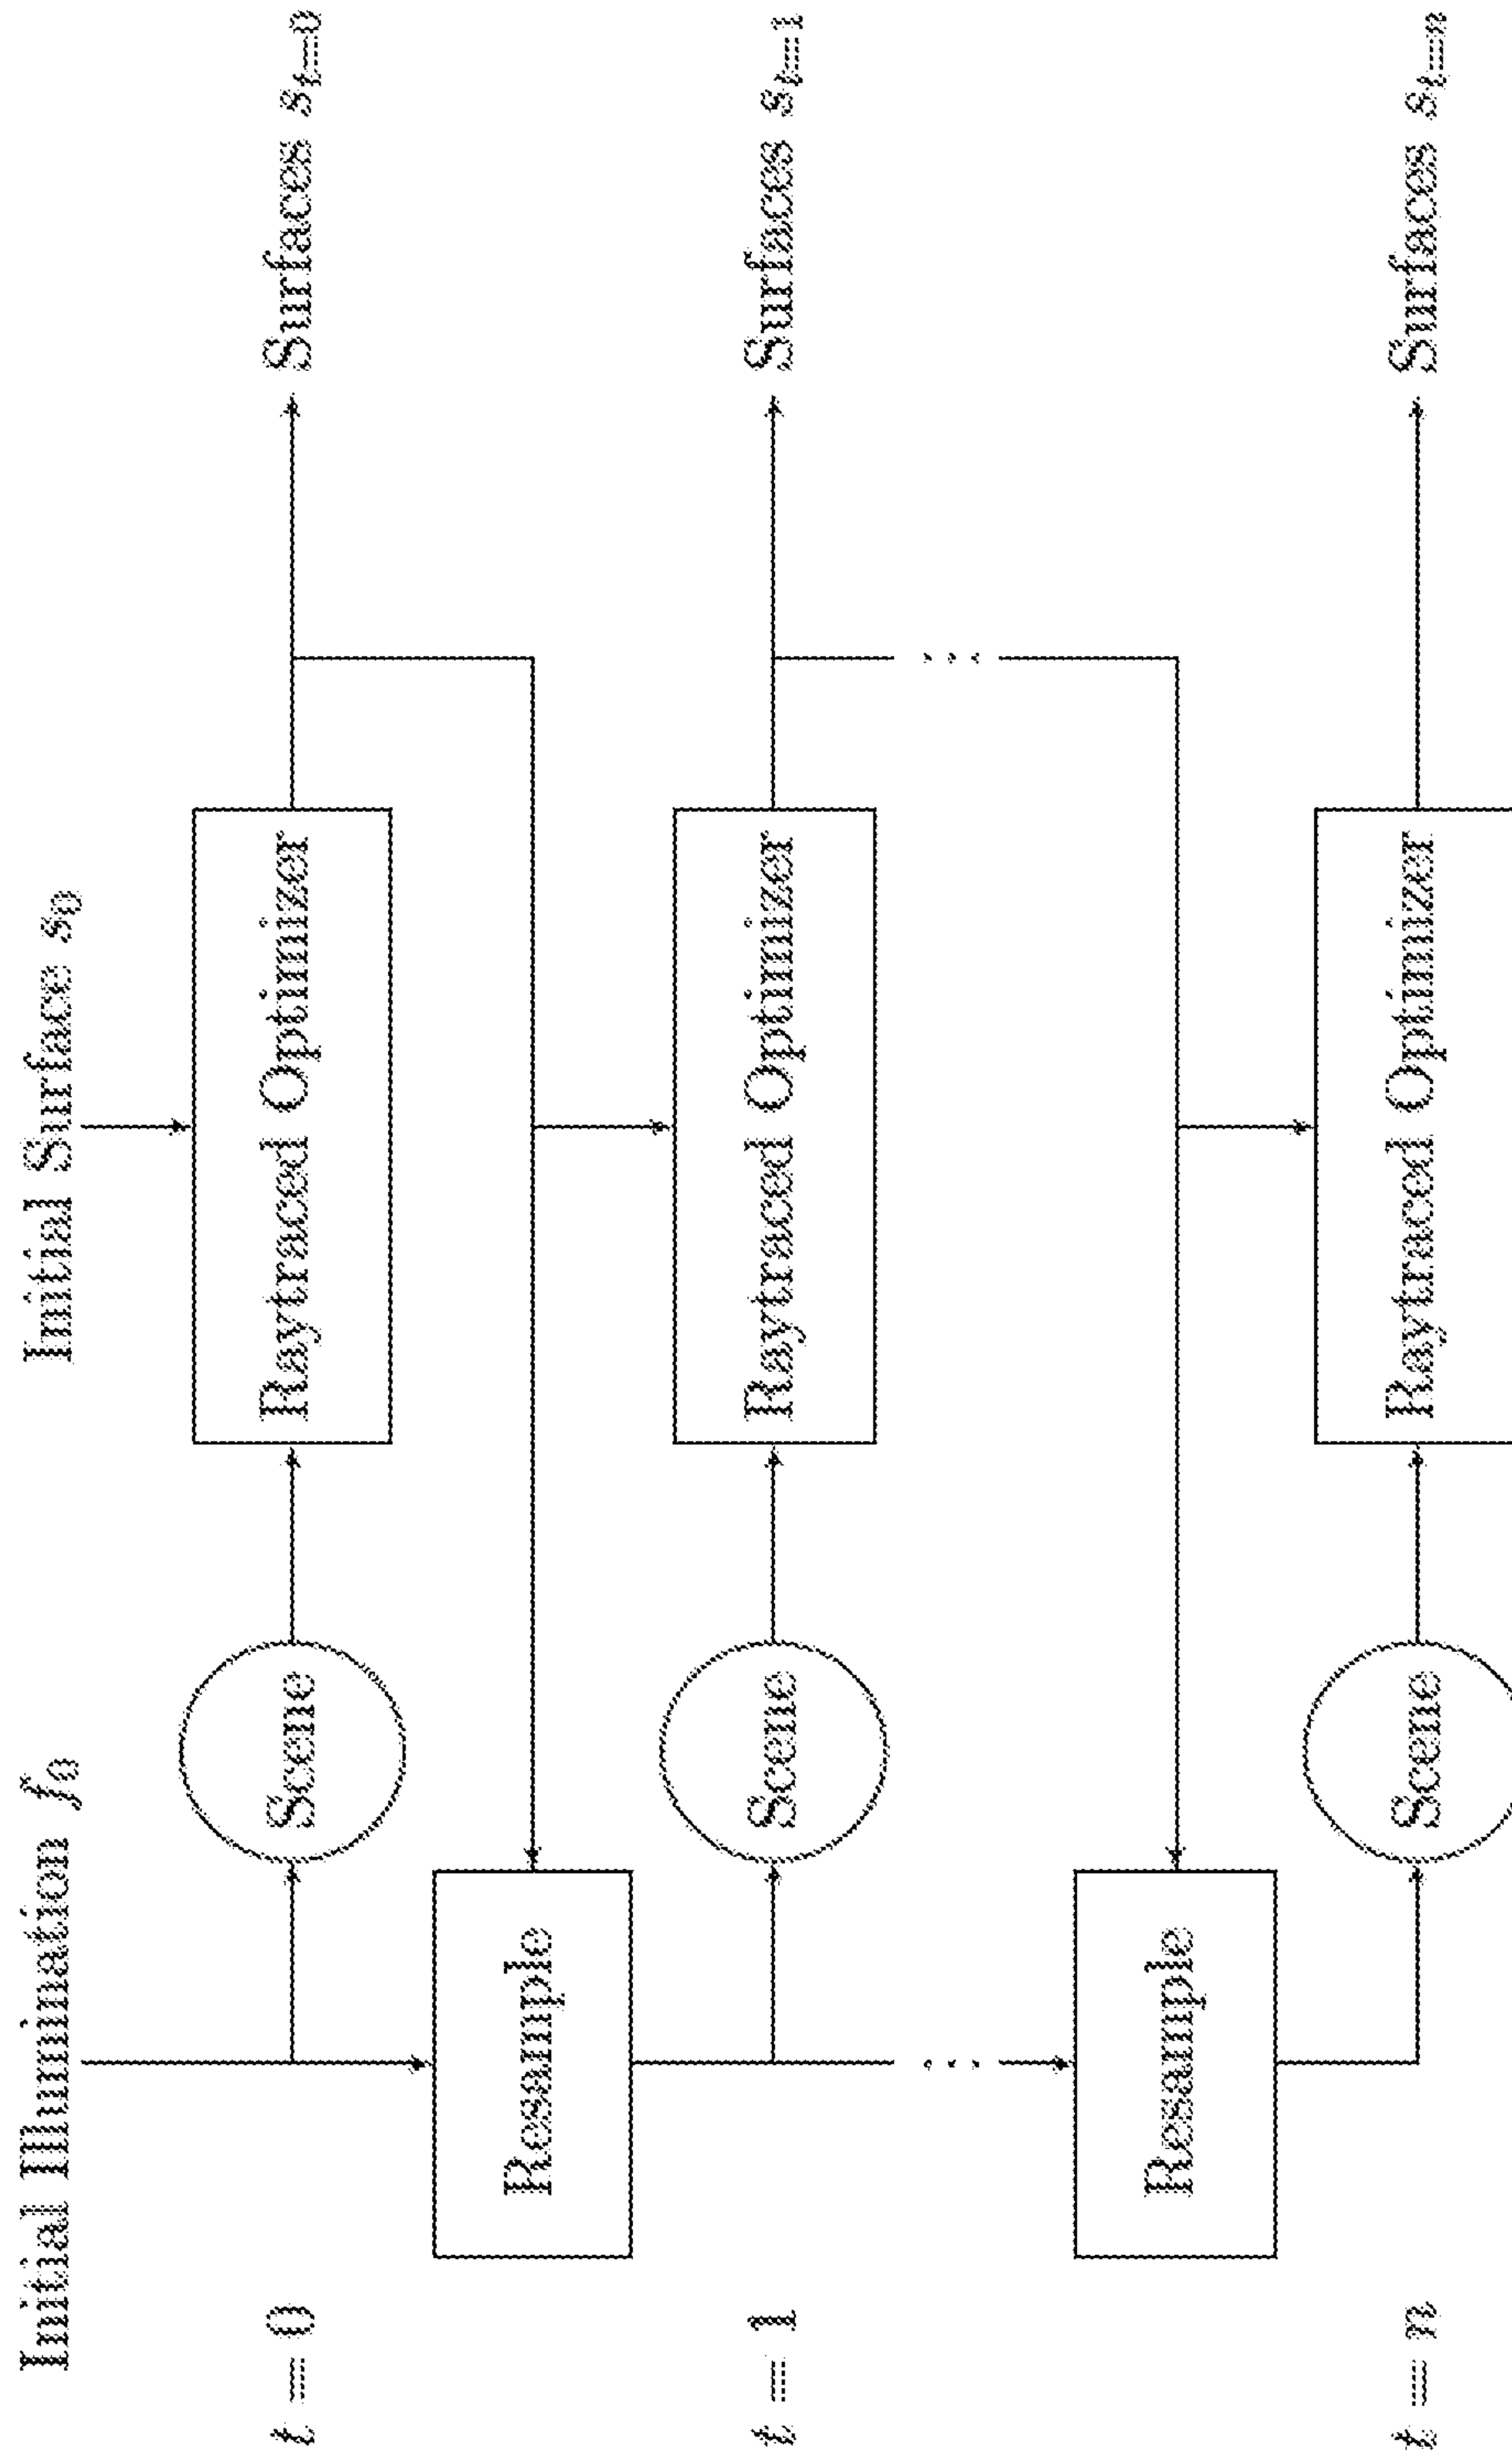 Initial Illumination f₀
Initial Surface s₀
t = 0
Scene
Raytraced Optimizer
Surfaces sₜ₌₀
Resample
t = 1
Scene
Raytraced Optimizer
Surfaces sₜ₌₁
...
...
Resample
t = n
Scene
Raytraced Optimizer
Surfaces sₜ₌ₙ